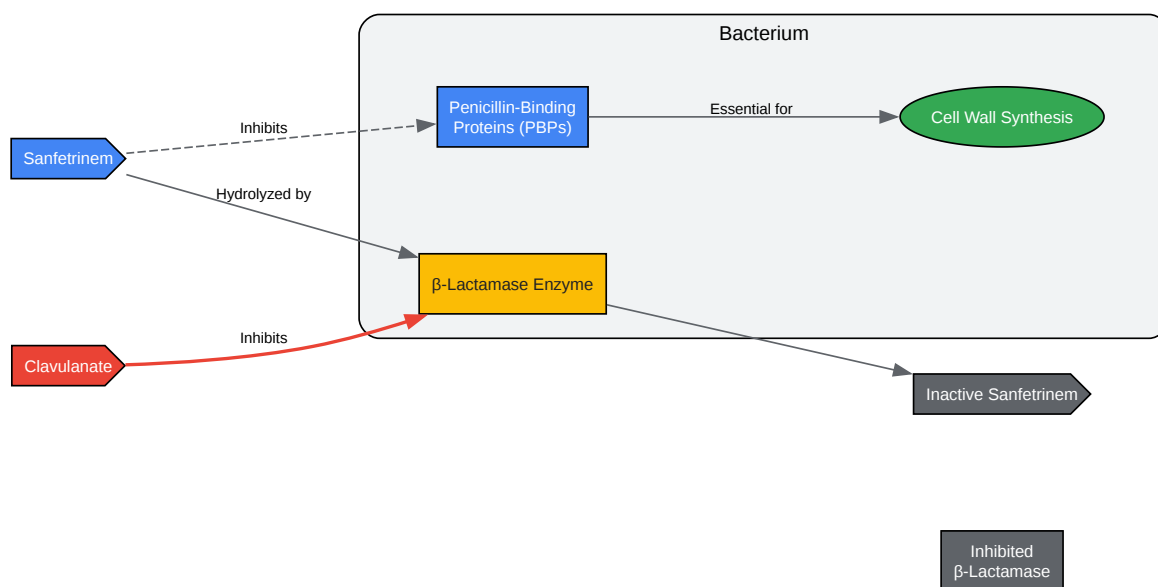 Bacterium
Penicillin-Binding
Proteins (PBPs)
Essential for
Cell Wall Synthesis
Inhibits
Sanfetrinem
Hydrolyzed by
β-Lactamase Enzyme
Inhibits
Clavulanate
Inactive Sanfetrinem
Inhibited
β-Lactamase